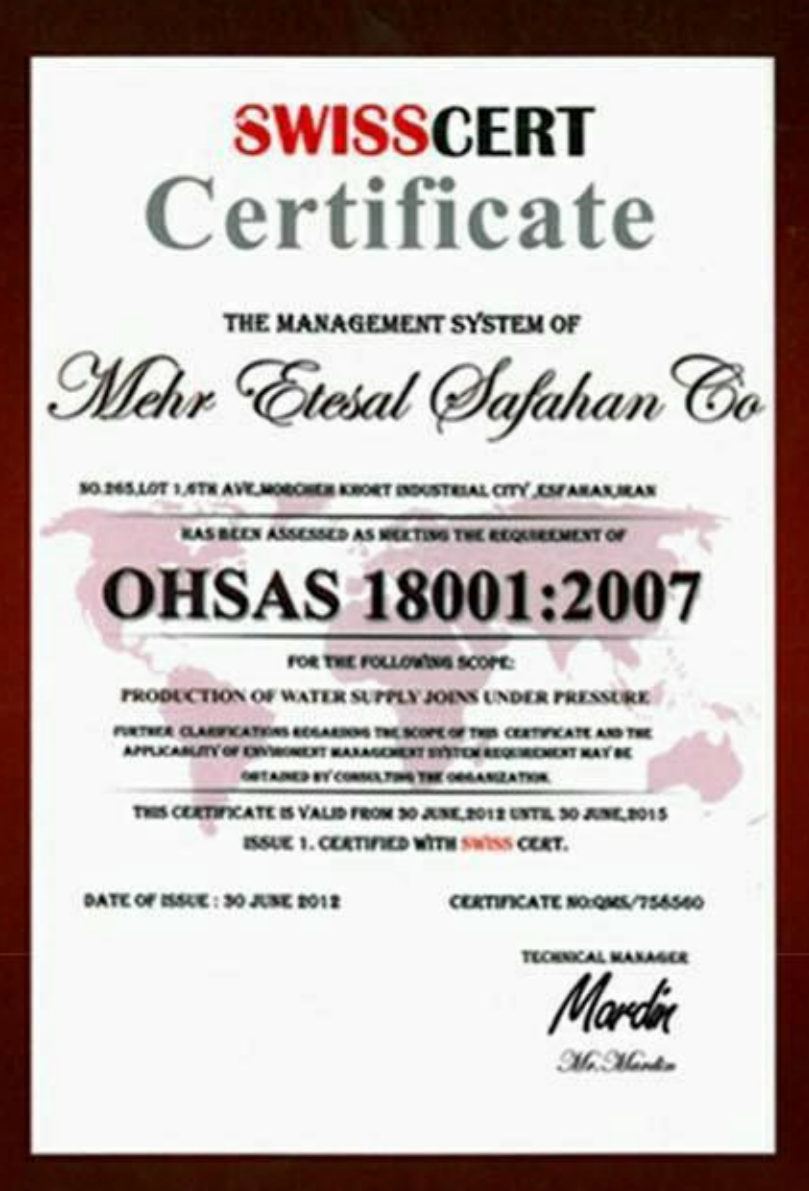 SWISSCERT
Certificate
THE MANAGEMENT SYSTEM OF
Mehr Etesal Safahan Co
NO.265,LOT 1,6TH AVE,MORCHEH KHORT INDUSTRIAL CITY ,ESFAHAN,IRAN
HAS BEEN ASSESSED AS MEETING THE REQUIREMENT OF
OHSAS 18001:2007
FOR THE FOLLOWING SCOPE:
PRODUCTION OF WATER SUPPLY JOINS UNDER PRESSURE
FURTHER CLARIFICATIONS REGARDING THE SCOPE OF THIS CERTIFICATE AND THE
APPLICABLITY OF ENVIROMENT MANAGEMENT SYSTEM REQUIREMENT MAY BE
OBTAINED BY CONSULTING THE ORGANIZATION.
THIS CERTIFICATE IS VALID FROM 30 JUNE,2012 UNTIL 30 JUNE,2015
ISSUE 1. CERTIFIED WITH SWISS CERT.
DATE OF ISSUE : 30 JUNE 2012
CERTIFICATE NO:QMS/758560
TECHNICAL MANAGER
Mardin
Mr.Mardin